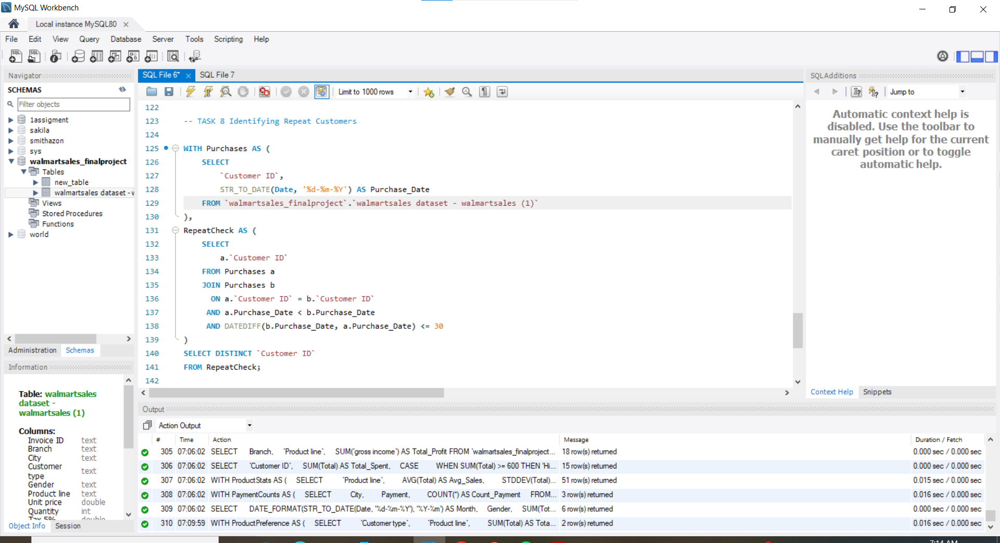 MySQL Workbench
Local instance MySQL80
File Edit View Query Database Server Tools Scripting Help
Navigator
SCHEMAS
Filter objects
1assigment
sakila
smithazon
sys
walmartsales_finalproject
Tables
new_table
walmartsales dataset - w
Views
Stored Procedures
Functions
world
Administration Schemas
Information
Table: walmartsales
dataset -
walmartsales (1)
Columns:
Invoice ID text
Branch text
City text
Customer
type text
Gender text
Product line text
Unit price double
Quantity int
Tax 5% double
Object Info Session
SQL File 6* SQL File 7
Limit to 1000 rows
122
123 -- TASK 8 Identifying Repeat Customers
124
125 WITH Purchases AS (
126 SELECT
127 `Customer ID`,
128 STR_TO_DATE(Date, '%d-%m-%Y') AS Purchase_Date
129 FROM `walmartsales_finalproject`.`walmartsales dataset - walmartsales (1)`
130 ),
131 RepeatCheck AS (
132 SELECT
133 a.`Customer ID`
134 FROM Purchases a
135 JOIN Purchases b
136 ON a.`Customer ID` = b.`Customer ID`
137 AND a.Purchase_Date < b.Purchase_Date
138 AND DATEDIFF(b.Purchase_Date, a.Purchase_Date) <= 30
139 )
140 SELECT DISTINCT `Customer ID`
141 FROM RepeatCheck;
142
SQLAdditions
Jump to
Automatic context help is
disabled. Use the toolbar to
manually get help for the current
caret position or to toggle
automatic help.
Context Help Snippets
Output
Action Output
# Time Action Message Duration / Fetch
305 07:06:02 SELECT Branch, `Product line`, SUM(`gross income`) AS Total_Profit FROM `walmartsales_finalproject... 18 row(s) returned 0.000 sec / 0.000 sec
306 07:06:02 SELECT `Customer ID`, SUM(Total) AS Total_Spent, CASE WHEN SUM(Total) >= 600 THEN 'Hi... 15 row(s) returned 0.000 sec / 0.000 sec
307 07:06:02 WITH ProductStats AS ( SELECT `Product line`, AVG(Total) AS Avg_Sales, STDDEV(Total)... 51 row(s) returned 0.015 sec / 0.000 sec
308 07:06:02 WITH PaymentCounts AS ( SELECT City, Payment, COUNT(*) AS Count_Payment FROM... 3 row(s) returned 0.016 sec / 0.000 sec
309 07:06:02 SELECT DATE_FORMAT(STR_TO_DATE(Date, '%d-%m-%Y'), '%Y-%m') AS Month, Gender, SUM(Tot... 6 row(s) returned 0.000 sec / 0.000 sec
310 07:09:59 WITH ProductPreference AS ( SELECT `Customer type`, `Product line`, SUM(Total) AS Tota... 2 row(s) returned 0.016 sec / 0.000 sec
7:14 AM